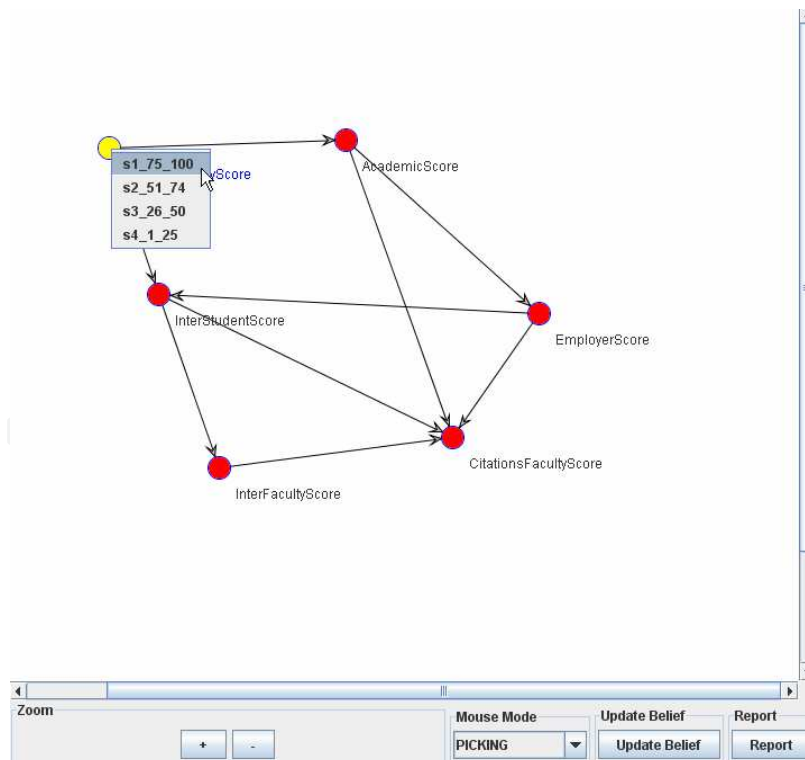 s1_75_100
yScore
s2_51_74
s3_26_50
s4_1_25
AcademicScore
InterStudentScore
EmployerScore
CitationsFacultyScore
InterFacultyScore
Zoom
+ -
Mouse Mode
PICKING
Update Belief
Update Belief
Report
Report